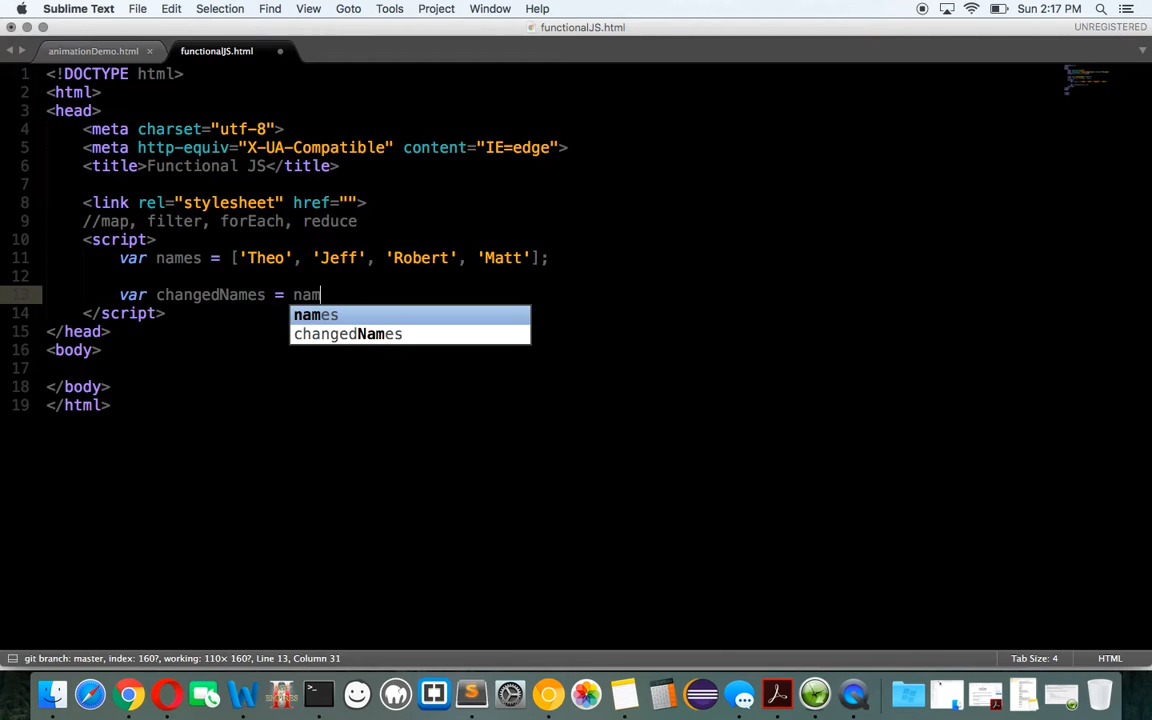 Sublime Text File Edit Selection Find View Goto Tools Project Window Help Sun 2:17 PM
functionalJS.html UNREGISTERED
animationDemo.html × functionalJS.html
1 <!DOCTYPE html>
2 <html>
3 <head>
4 <meta charset="utf-8">
5 <meta http-equiv="X-UA-Compatible" content="IE=edge">
6 <title>Functional JS</title>
7
8 <link rel="stylesheet" href="">
9 //map, filter, forEach, reduce
10 <script>
11 var names = ['Theo', 'Jeff', 'Robert', 'Matt'];
12
13 var changedNames = nam
names
14 </script>
changedNames
15 </head>
16 <body>
17
18 </body>
19 </html>
git branch: master, index: 160?, working: 110× 160?, Line 13, Column 31 Tab Size: 4 HTML